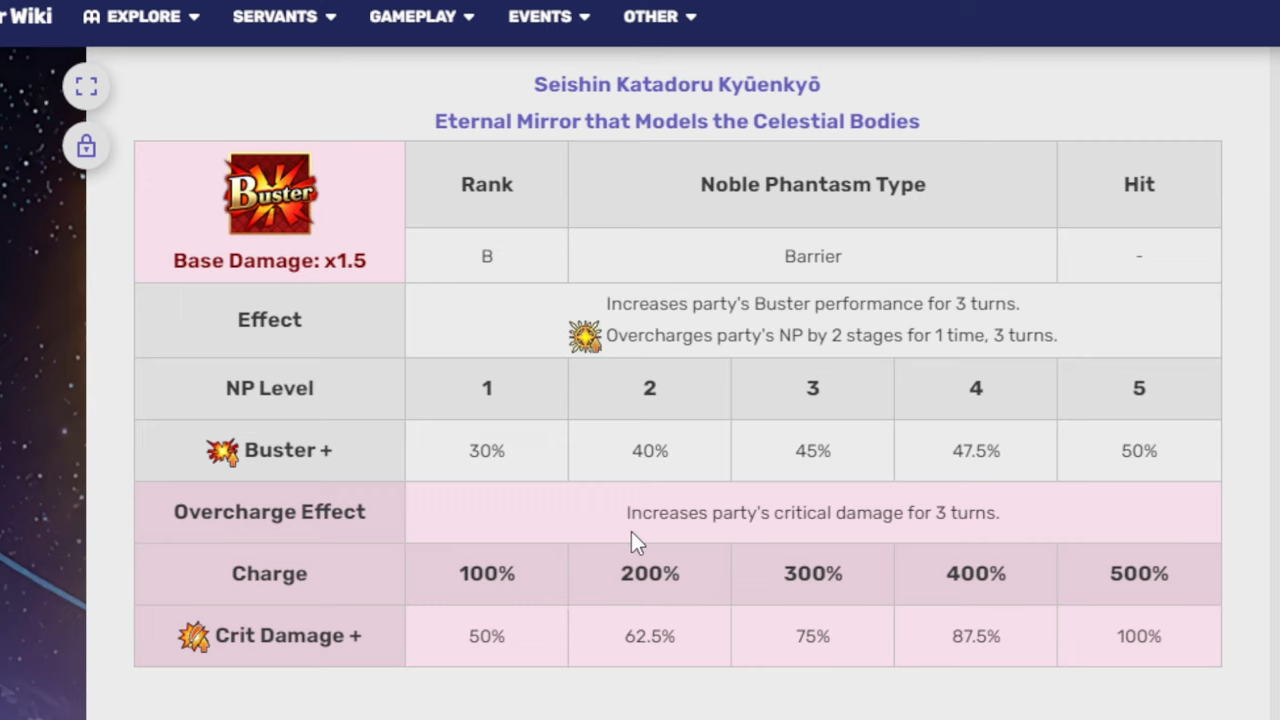 r Wiki EXPLORE SERVANTS GAMEPLAY EVENTS OTHER
Seishin Katadoru Kyūenkyō
Eternal Mirror that Models the Celestial Bodies
Buster
Base Damage: x1.5
Rank Noble Phantasm Type Hit
B Barrier -
Effect
Increases party's Buster performance for 3 turns.
Overcharges party's NP by 2 stages for 1 time, 3 turns.
NP Level 1 2 3 4 5
Buster + 30% 40% 45% 47.5% 50%
Overcharge Effect Increases party's critical damage for 3 turns.
Charge 100% 200% 300% 400% 500%
Crit Damage + 50% 62.5% 75% 87.5% 100%